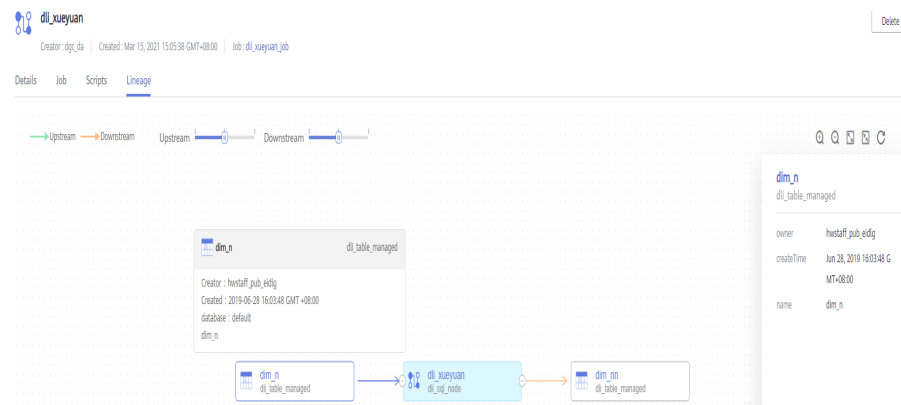 dli_xueyuan
Delete
Creator : dgc_da Created : Mar 15, 2021 15:05:38 GMT+08:00 Job : dli_xueyuan_job
Details Job Scripts Lineage
Upstream Downstream Upstream Downstream
dim_n
dli_table_managed
owner hwstaff_pub_eidlg
createTime Jun 28, 2019 16:03:48 G
MT+08:00
name dim_n
dim_n dli_table_managed
Creator : hwstaff_pub_eidlg
Created : 2019-06-28 16:03:48 GMT +08:00
database : default
dim_n
dim_n
dli_table_managed
dli_xueyuan
dli_sql_node
dim_nn
dli_table_managed